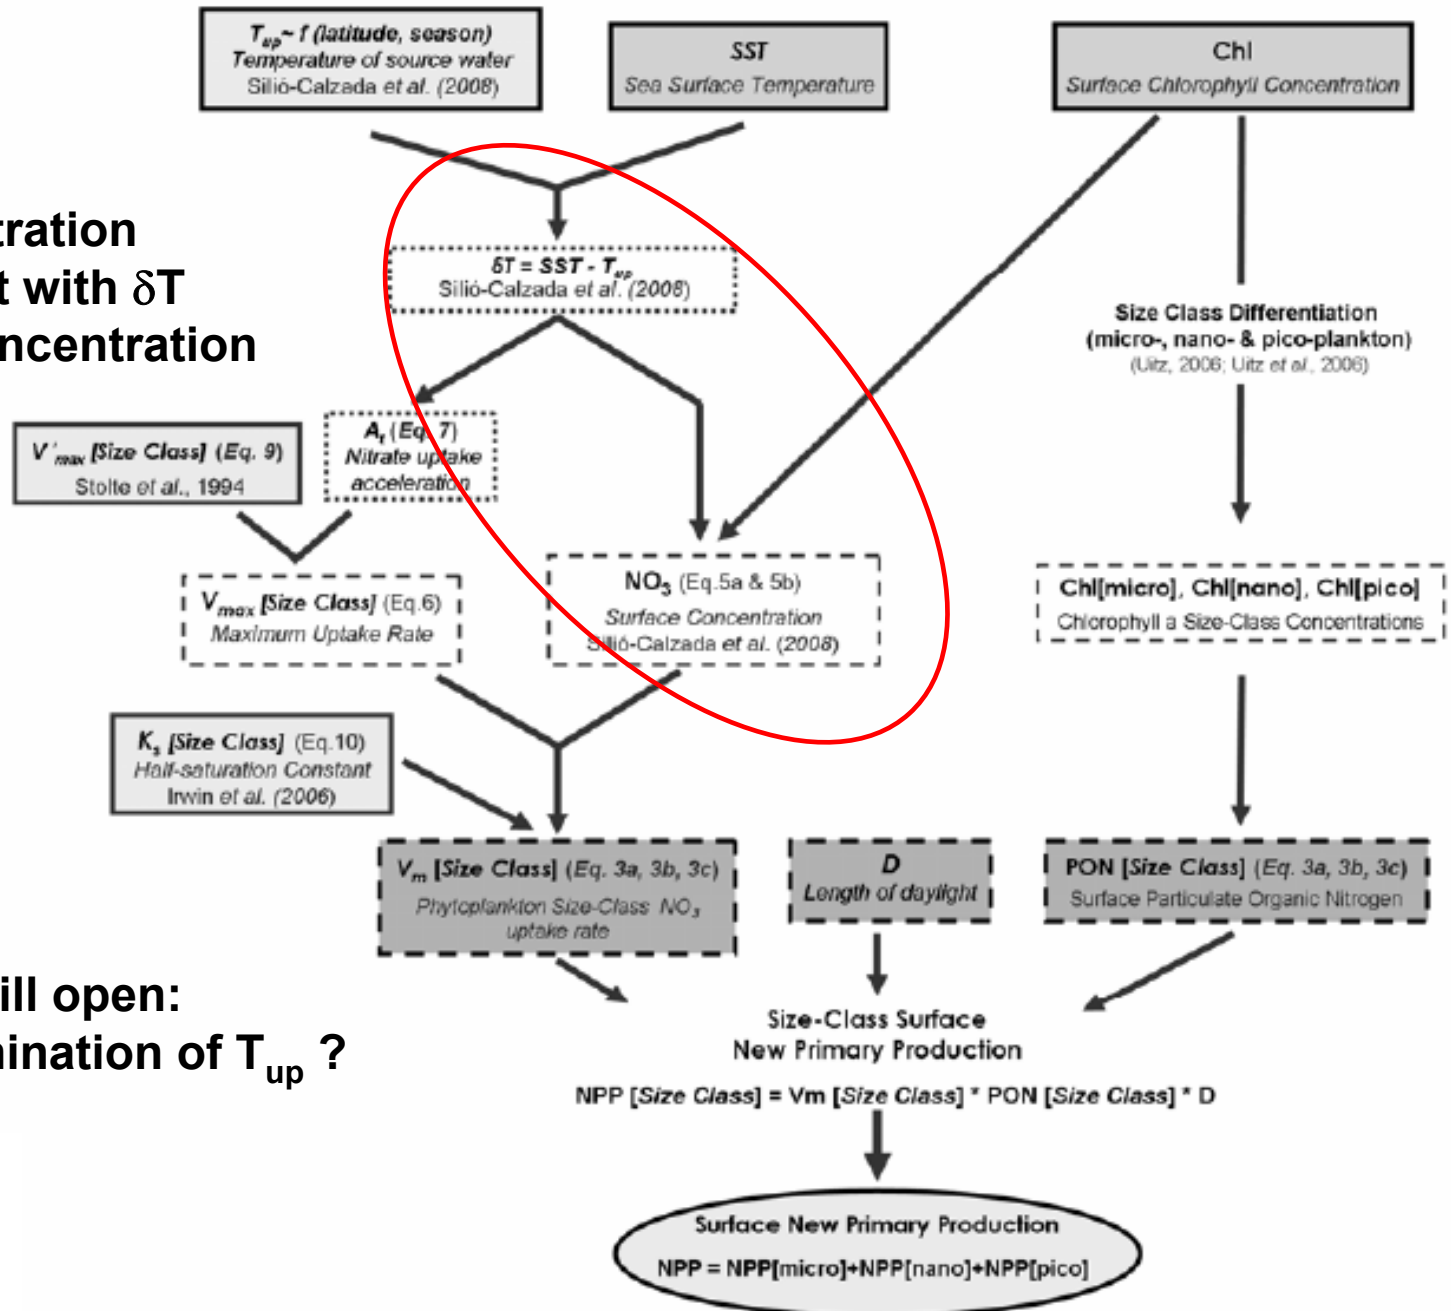 T_up ~ f (latitude, season)
Temperature of source water
Silió-Calzada et al. (2008)
SST
Sea Surface Temperature
Chl
Surface Chlorophyll Concentration
tration
t with δT
ncentration
δT = SST - T_up
Silió-Calzada et al. (2008)
Size Class Differentiation
(micro-, nano- & pico-plankton)
(Uitz, 2006; Uitz et al., 2006)
V'max [Size Class] (Eq. 9)
Stolte et al., 1994
A_t (Eq. 7)
Nitrate uptake
acceleration
Vmax [Size Class] (Eq.6)
Maximum Uptake Rate
NO3 (Eq.5a & 5b)
Surface Concentration
Silió-Calzada et al. (2008)
Chl[micro], Chl[nano], Chl[pico]
Chlorophyll a Size-Class Concentrations
Ks [Size Class] (Eq.10)
Half-saturation Constant
Irwin et al. (2006)
Vm [Size Class] (Eq. 3a, 3b, 3c)
Phytoplankton Size-Class NO3
uptake rate
D
Length of daylight
PON [Size Class] (Eq. 3a, 3b, 3c)
Surface Particulate Organic Nitrogen
ill open:
nination of Tup ?
Size-Class Surface
New Primary Production
NPP [Size Class] = Vm [Size Class] * PON [Size Class] * D
Surface New Primary Production
NPP = NPP[micro]+NPP[nano]+NPP[pico]